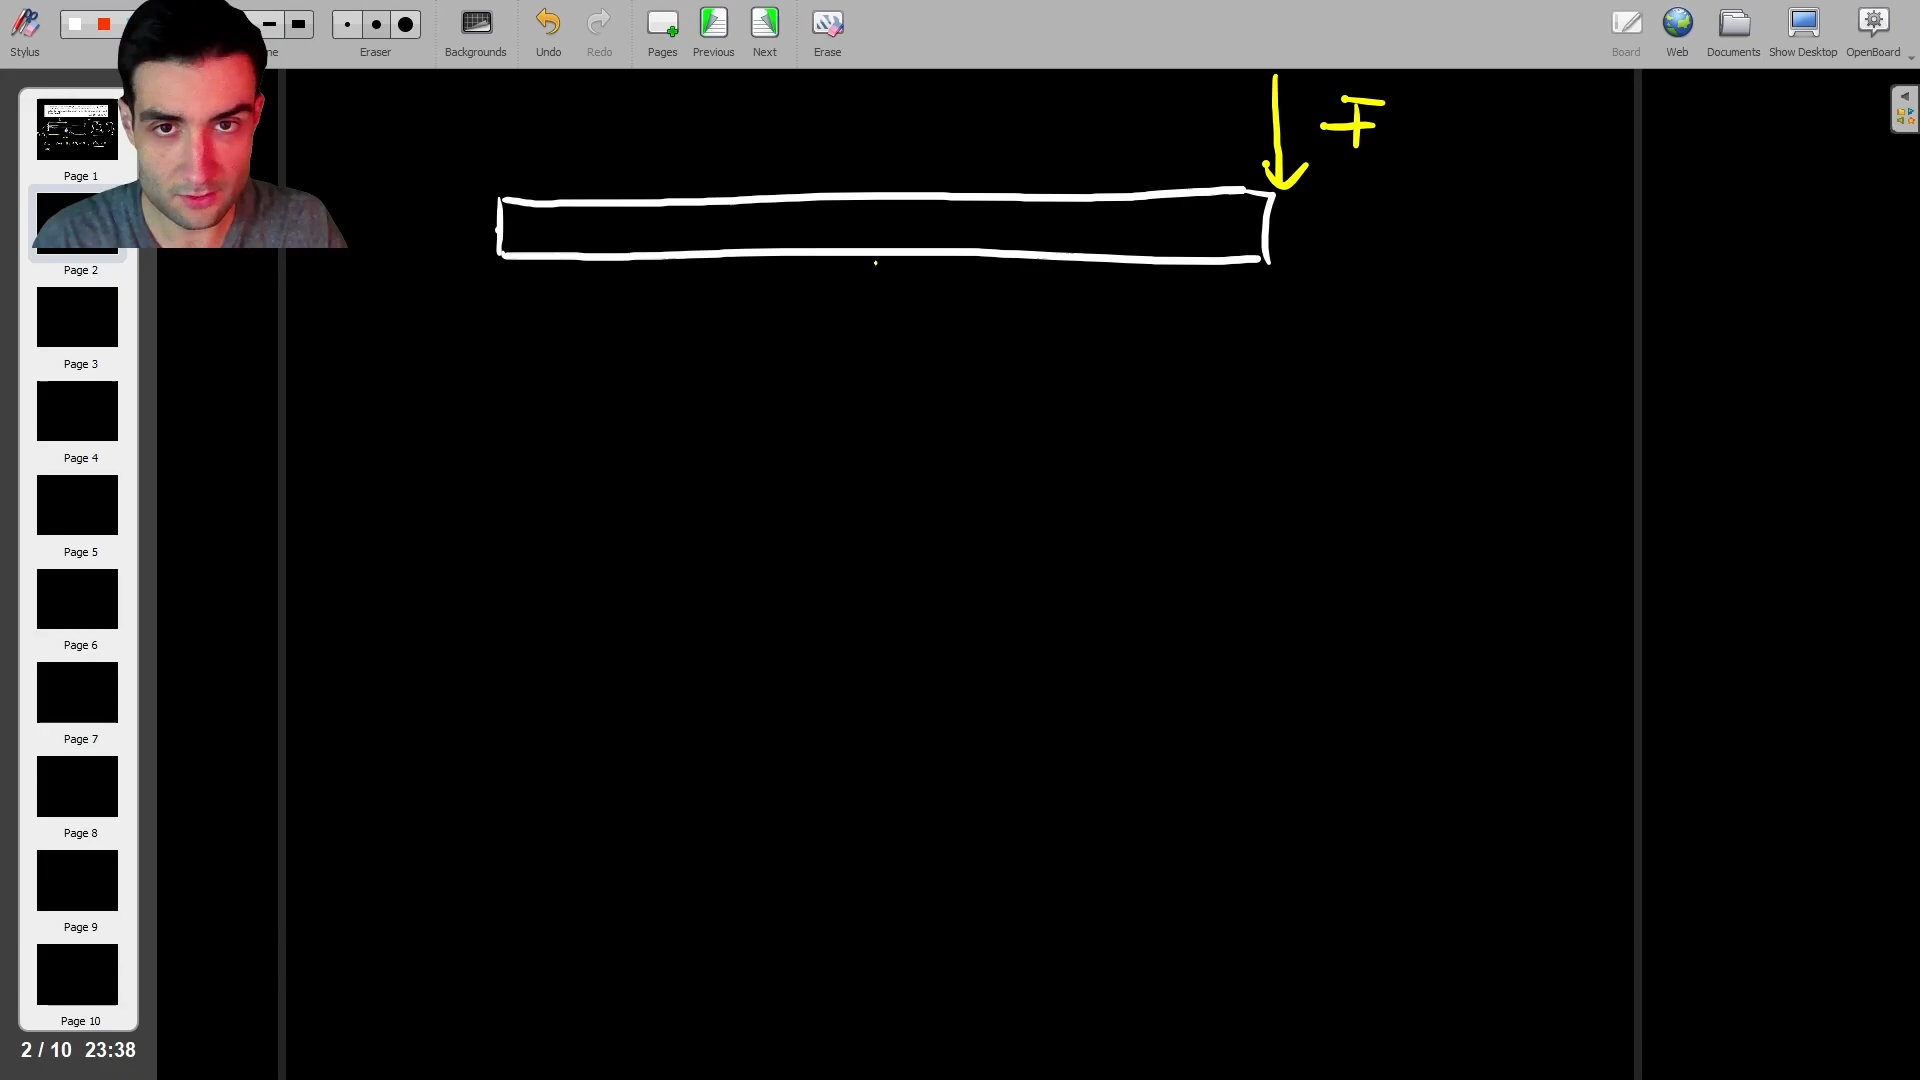 Stylus
ne
Eraser
Backgrounds
Undo
Redo
Pages
Previous
Next
Erase
Board
Web
Documents
Show Desktop
OpenBoard
F
Page 1
Page 2
Page 3
Page 4
Page 5
Page 6
Page 7
Page 8
Page 9
Page 10
2 / 10 23:38